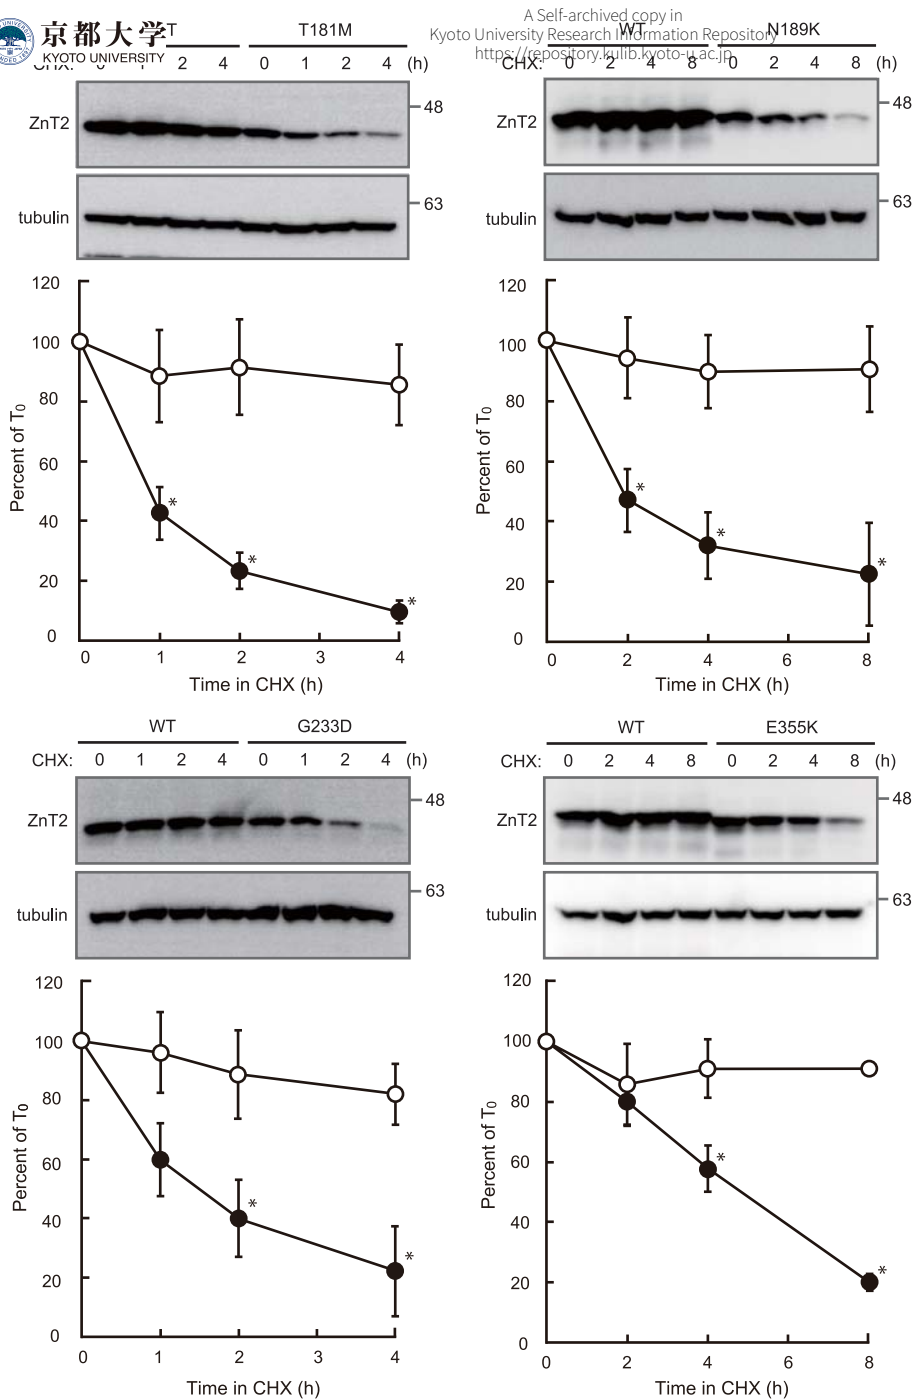 京都大学
KYOTO UNIVERSITY
A Self-archived copy in
Kyoto University Research Information Repository
https://repository.kulib.kyoto-u.ac.jp
T T181M
CHX: 0 1 2 4 0 1 2 4 (h)
ZnT2
48
tubulin
63
WT N189K
CHX: 0 2 4 8 0 2 4 8 (h)
ZnT2
48
tubulin
63
120
100
80
60
40
20
0
Percent of T0
0 1 2 3 4
Time in CHX (h)
120
100
80
60
40
20
0
Percent of T0
0 2 4 6 8
Time in CHX (h)
* * *
* * *
WT G233D
CHX: 0 1 2 4 0 1 2 4 (h)
ZnT2
48
tubulin
63
WT E355K
CHX: 0 2 4 8 0 2 4 8 (h)
ZnT2
48
tubulin
63
120
100
80
60
40
20
0
Percent of T0
0 1 2 3 4
Time in CHX (h)
* *
120
100
80
60
40
20
0
Percent of T0
0 2 4 6 8
Time in CHX (h)
* *